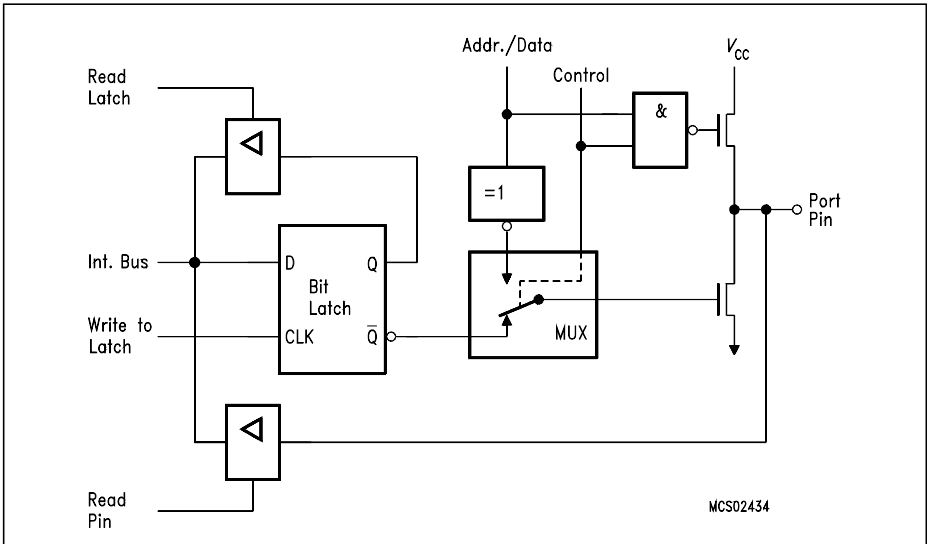 Addr./Data
VCC
Control
Read
Latch
&
=1
Port
Pin
Int. Bus
D
Q
Bit
Latch
Write to
Latch
CLK
Q̅
MUX
Read
Pin
MCS02434